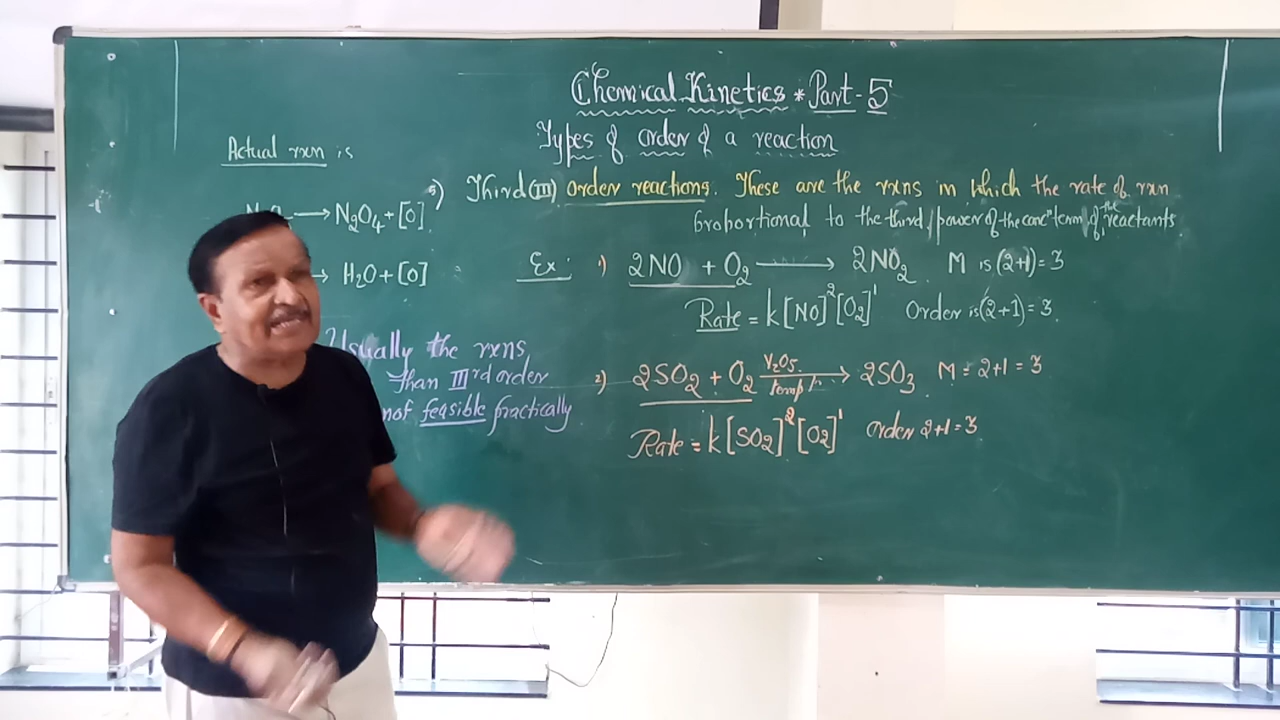 Chemical Kinetics * Part - 5
Types of order of a reaction
Actual rxn is
→ N₂O₄ + [O]
→ H₂O + [O]
Usually the rxns
than IIIrd order
not feasible practically
5) Third (III) order reactions. These are the rxns in which the rate of rxn
proportional to the third power of the concⁿ term of the reactants.
Ex: 1) 2NO + O₂ → 2NO₂ M is (2+1) = 3
Rate = k[NO]²[O₂]¹ Order is (2+1) = 3.
2) 2SO₂ + O₂ V₂O₅ temp → 2SO₃ M = 2+1 = 3
Rate = k[SO₂]²[O₂]¹ Order 2+1 = 3